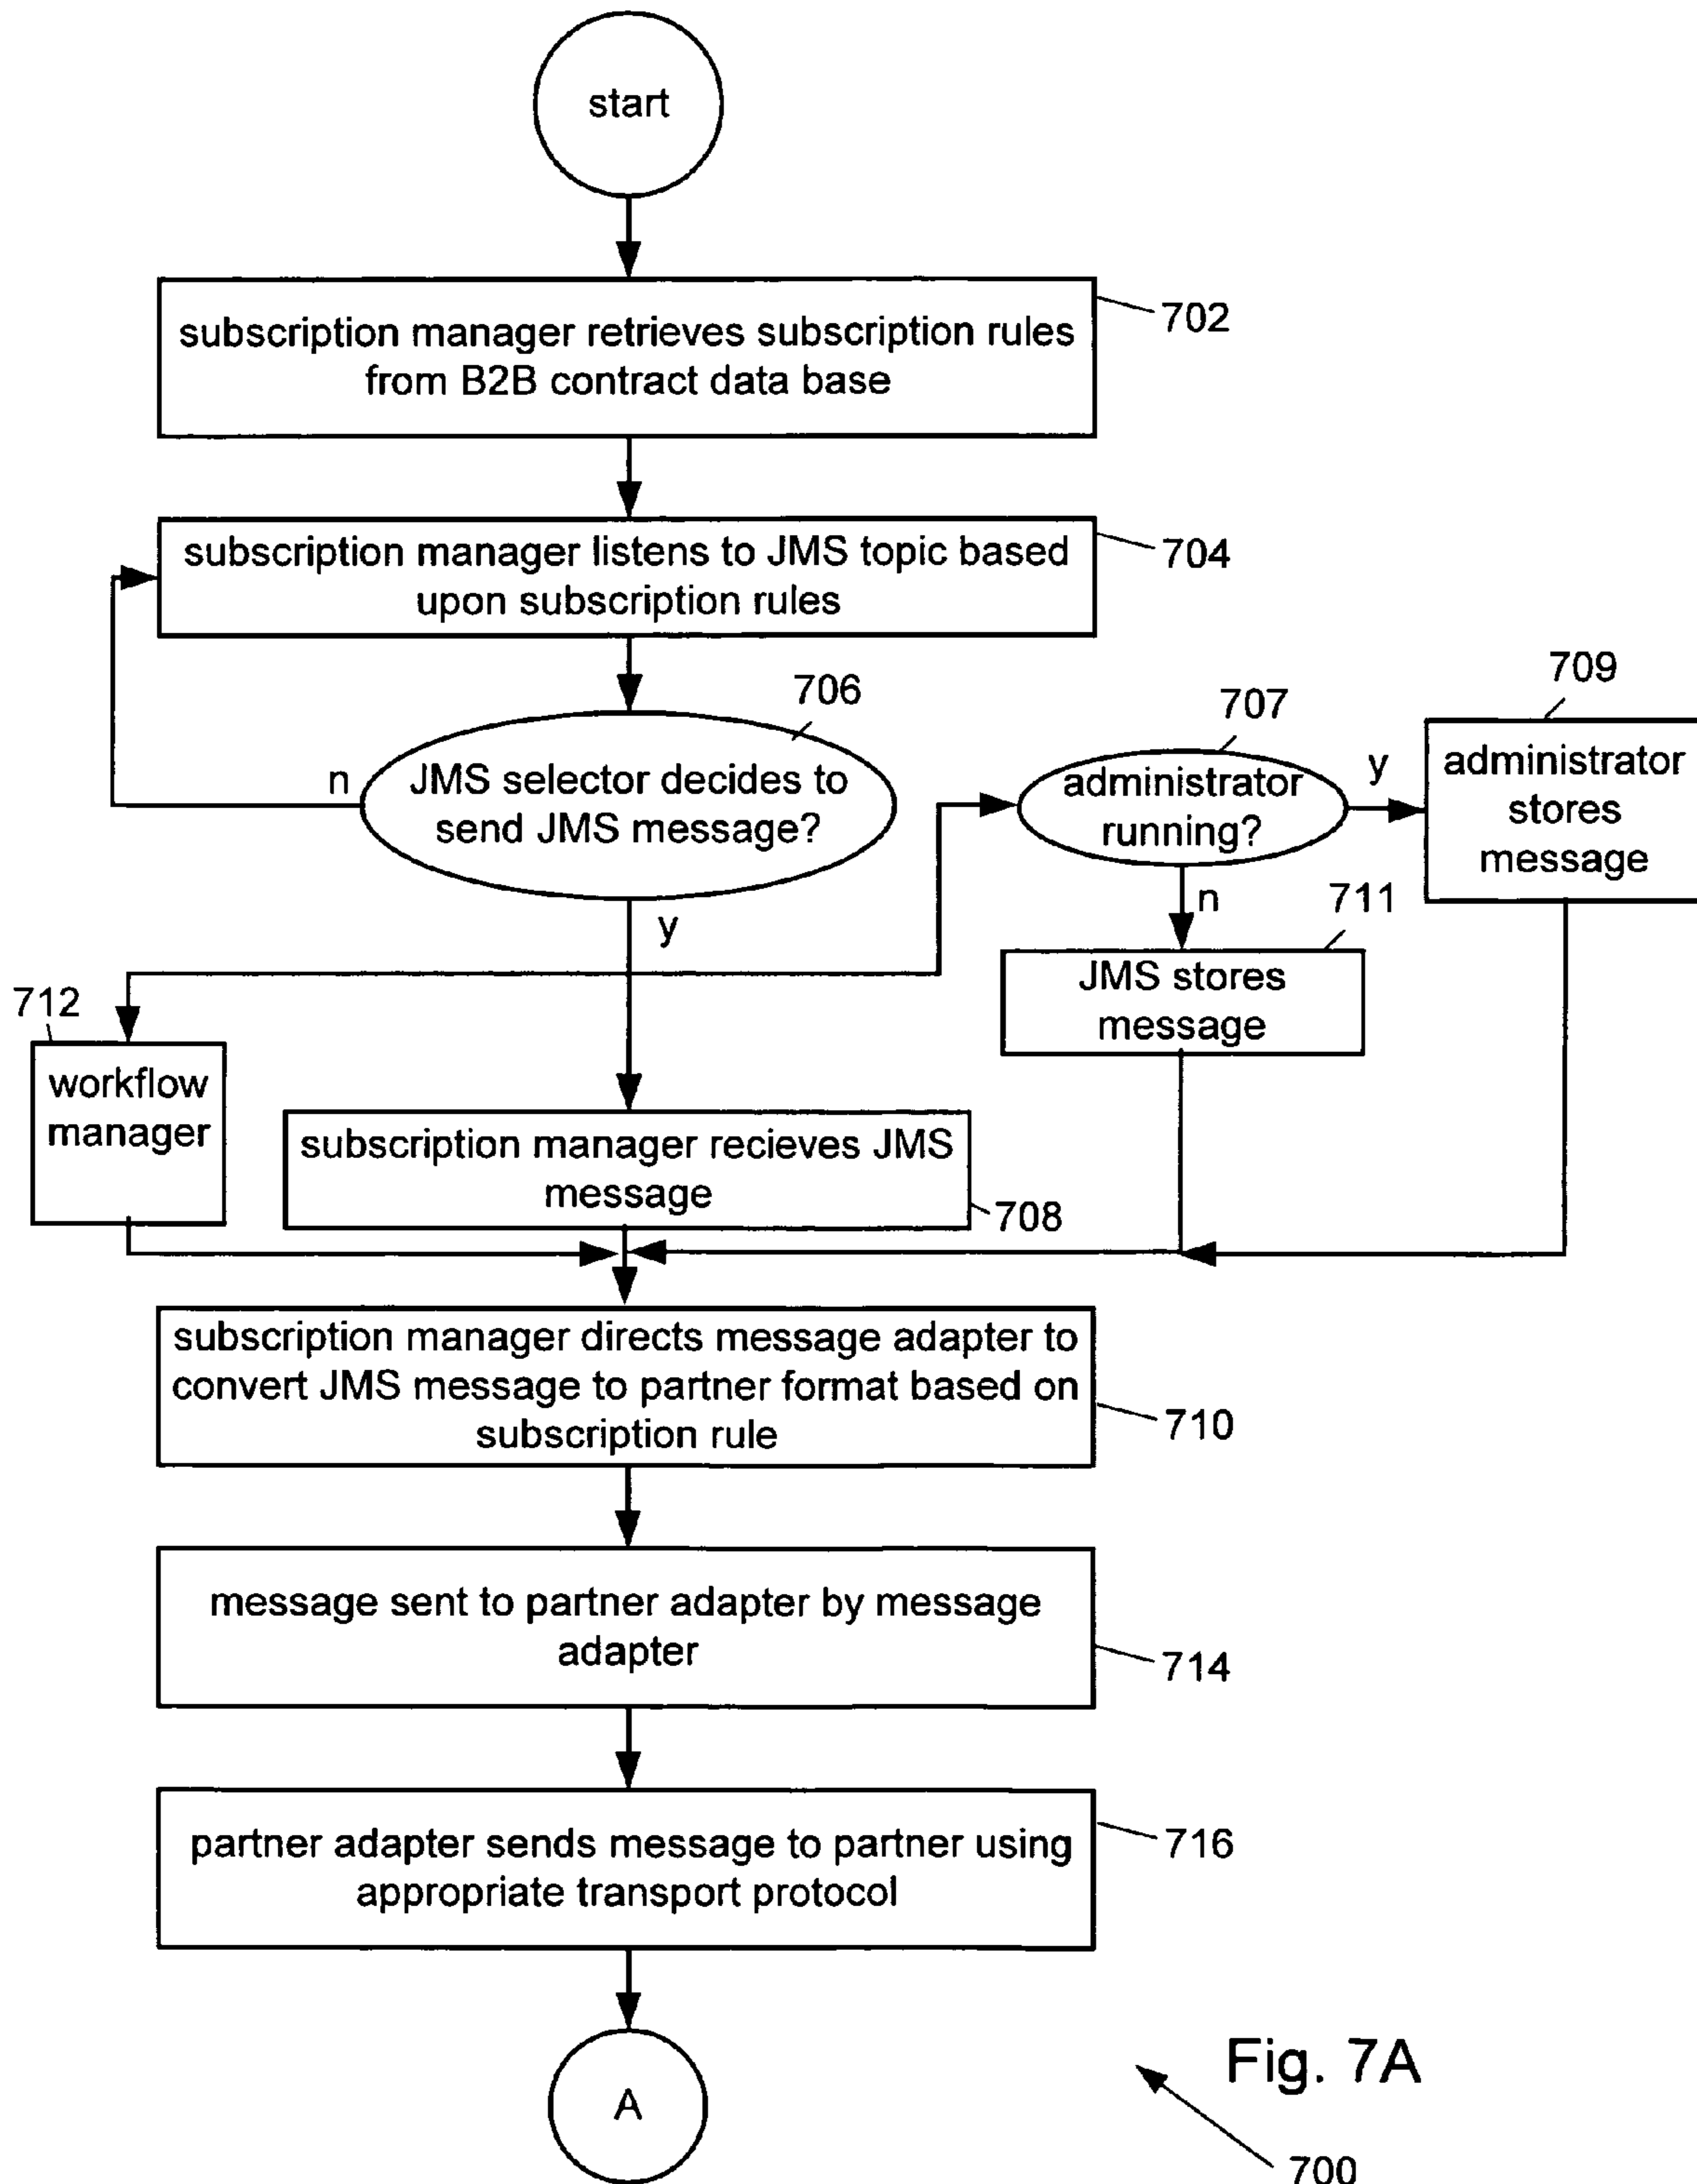 start
subscription manager retrieves subscription rules
from B2B contract data base
702
subscription manager listens to JMS topic based
upon subscription rules
704
706
JMS selector decides to
send JMS message?
n
y
707
administrator
running?
y
n
709
administrator
stores
message
711
JMS stores
message
712
workflow
manager
subscription manager recieves JMS
message
708
subscription manager directs message adapter to
convert JMS message to partner format based on
subscription rule
710
message sent to partner adapter by message
adapter
714
partner adapter sends message to partner using
appropriate transport protocol
716
A
Fig. 7A
700